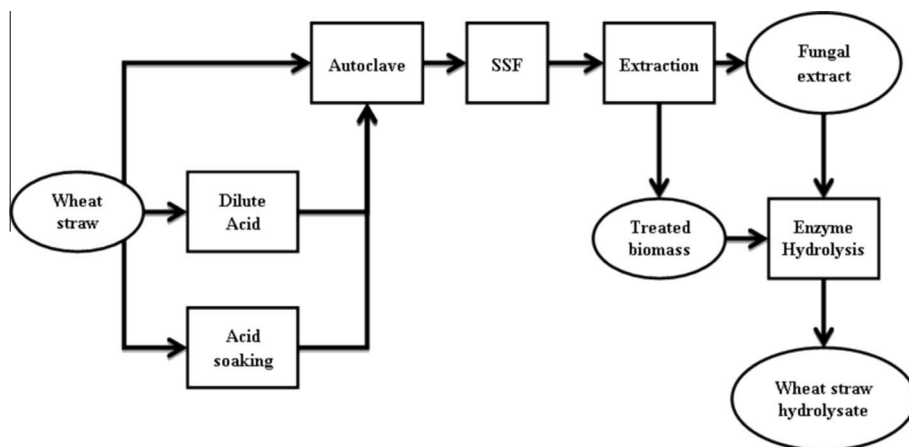 Autoclave
SSF
Extraction
Fungal
extract
Wheat
straw
Dilute
Acid
Treated
biomass
Enzyme
Hydrolysis
Acid
soaking
Wheat straw
hydrolysate